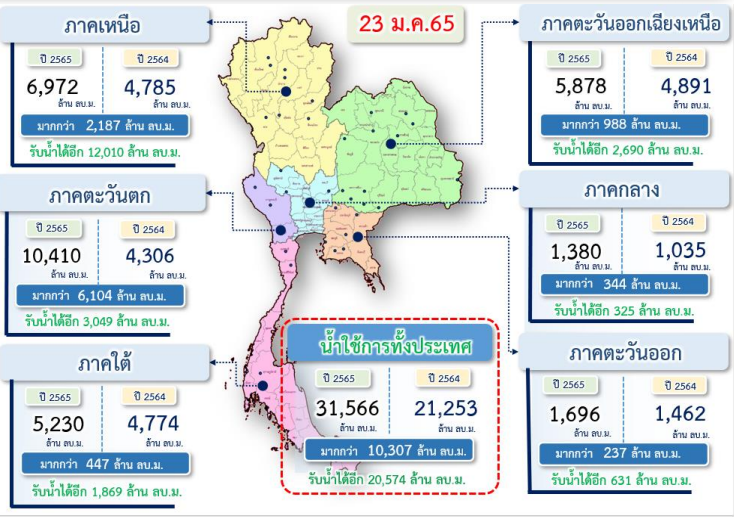 23 ม.ค.65
ภาคเหนือ
ปี 2565 ปี 2564
6,972 4,785
ล้าน ลบ.ม. ล้าน ลบ.ม.
มากกว่า 2,187 ล้าน ลบ.ม.
รับน้ำได้อีก 12,010 ล้าน ลบ.ม.
ภาคตะวันออกเฉียงเหนือ
ปี 2565 ปี 2564
5,878 4,891
ล้าน ลบ.ม. ล้าน ลบ.ม.
มากกว่า 988 ล้าน ลบ.ม.
รับน้ำได้อีก 2,690 ล้าน ลบ.ม.
ภาคตะวันตก
ปี 2565 ปี 2564
10,410 4,306
ล้าน ลบ.ม. ล้าน ลบ.ม.
มากกว่า 6,104 ล้าน ลบ.ม.
รับน้ำได้อีก 3,049 ล้าน ลบ.ม.
ภาคกลาง
ปี 2565 ปี 2564
1,380 1,035
ล้าน ลบ.ม. ล้าน ลบ.ม.
มากกว่า 344 ล้าน ลบ.ม.
รับน้ำได้อีก 325 ล้าน ลบ.ม.
ภาคใต้
ปี 2565 ปี 2564
5,230 4,774
ล้าน ลบ.ม. ล้าน ลบ.ม.
มากกว่า 447 ล้าน ลบ.ม.
รับน้ำได้อีก 1,869 ล้าน ลบ.ม.
น้ำใช้การทั้งประเทศ
ปี 2565 ปี 2564
31,566 21,253
ล้าน ลบ.ม. ล้าน ลบ.ม.
มากกว่า 10,307 ล้าน ลบ.ม.
รับน้ำได้อีก 20,574 ล้าน ลบ.ม.
ภาคตะวันออก
ปี 2565 ปี 2564
1,696 1,462
ล้าน ลบ.ม. ล้าน ลบ.ม.
มากกว่า 237 ล้าน ลบ.ม.
รับน้ำได้อีก 631 ล้าน ลบ.ม.